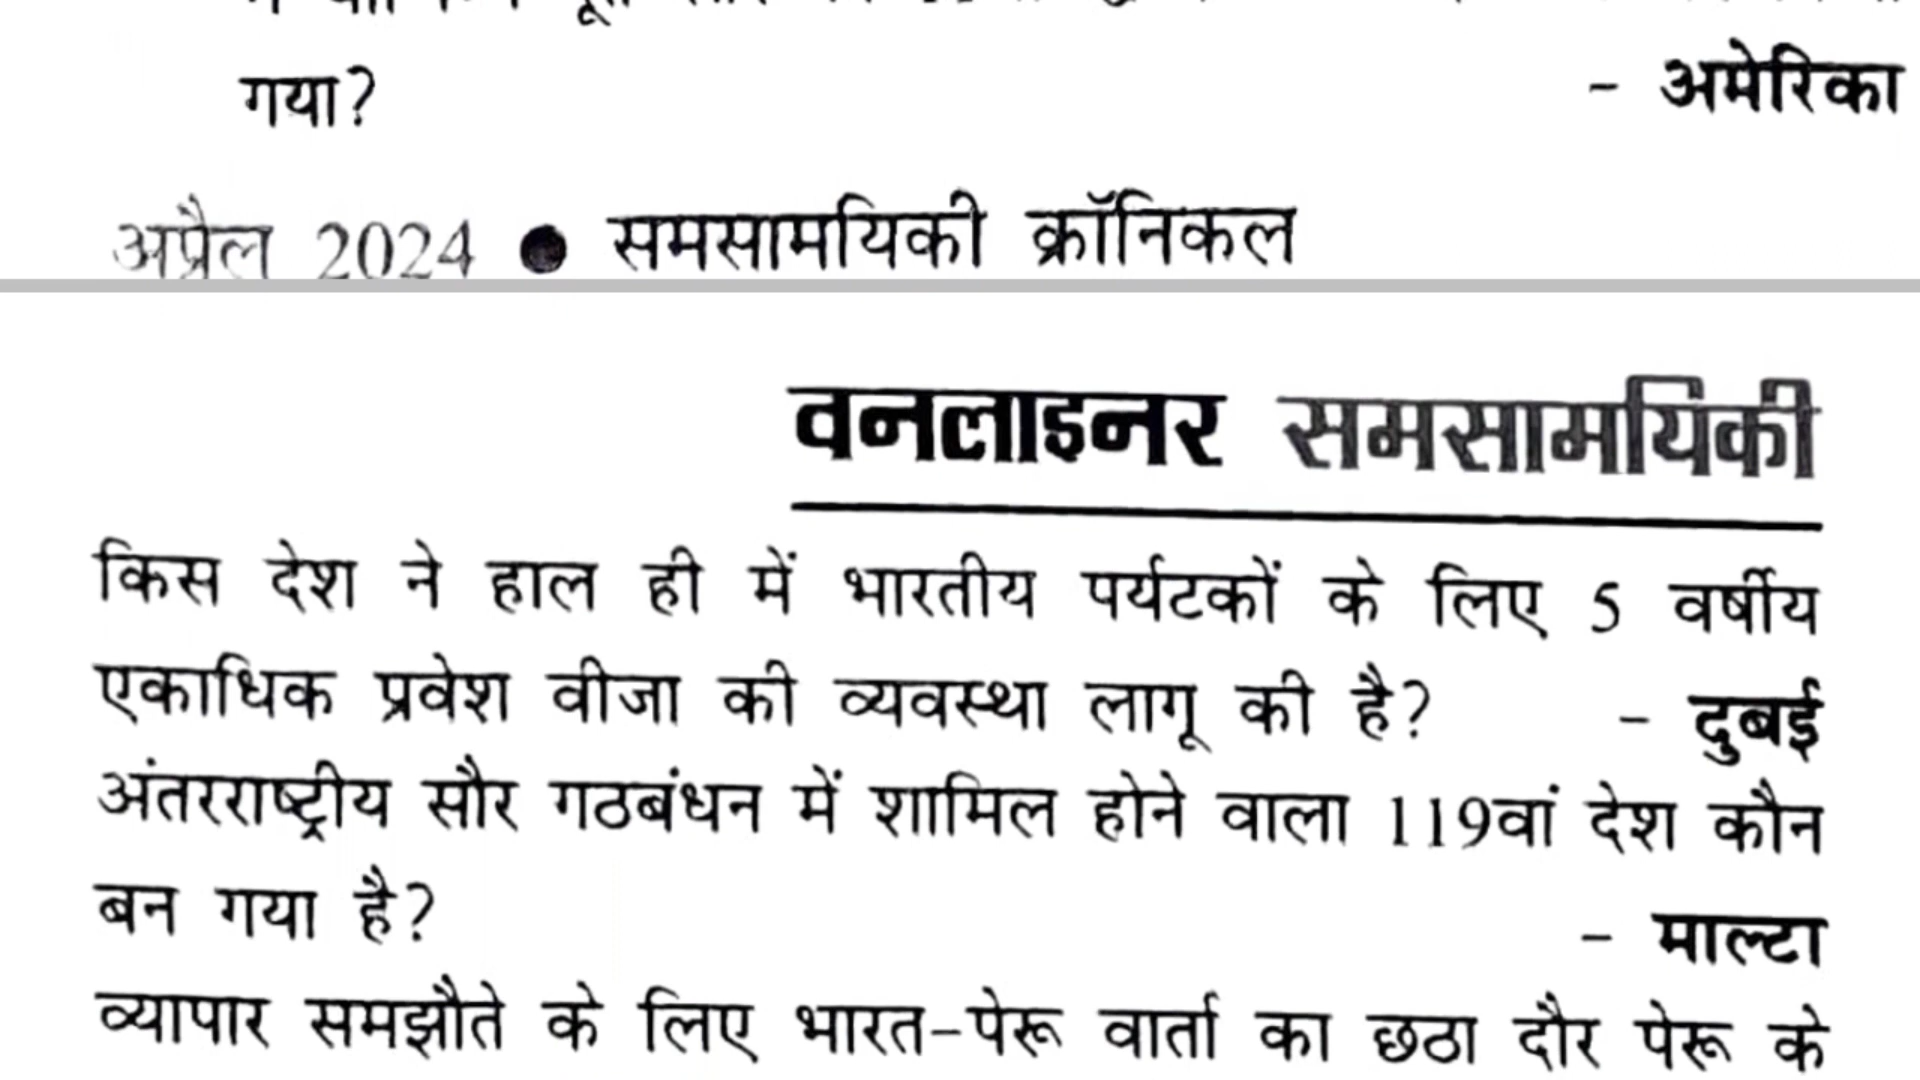 गया?
- अमेरिका
अप्रैल 2024 ● समसामयिकी क्रॉनिकल
वनलाइनर समसामयिकी
किस देश ने हाल ही में भारतीय पर्यटकों के लिए 5 वर्षीय
एकाधिक प्रवेश वीजा की व्यवस्था लागू की है? - दुबई
अंतरराष्ट्रीय सौर गठबंधन में शामिल होने वाला 119वां देश कौन
बन गया है? - माल्टा
व्यापार समझौते के लिए भारत-पेरू वार्ता का छठा दौर पेरू के